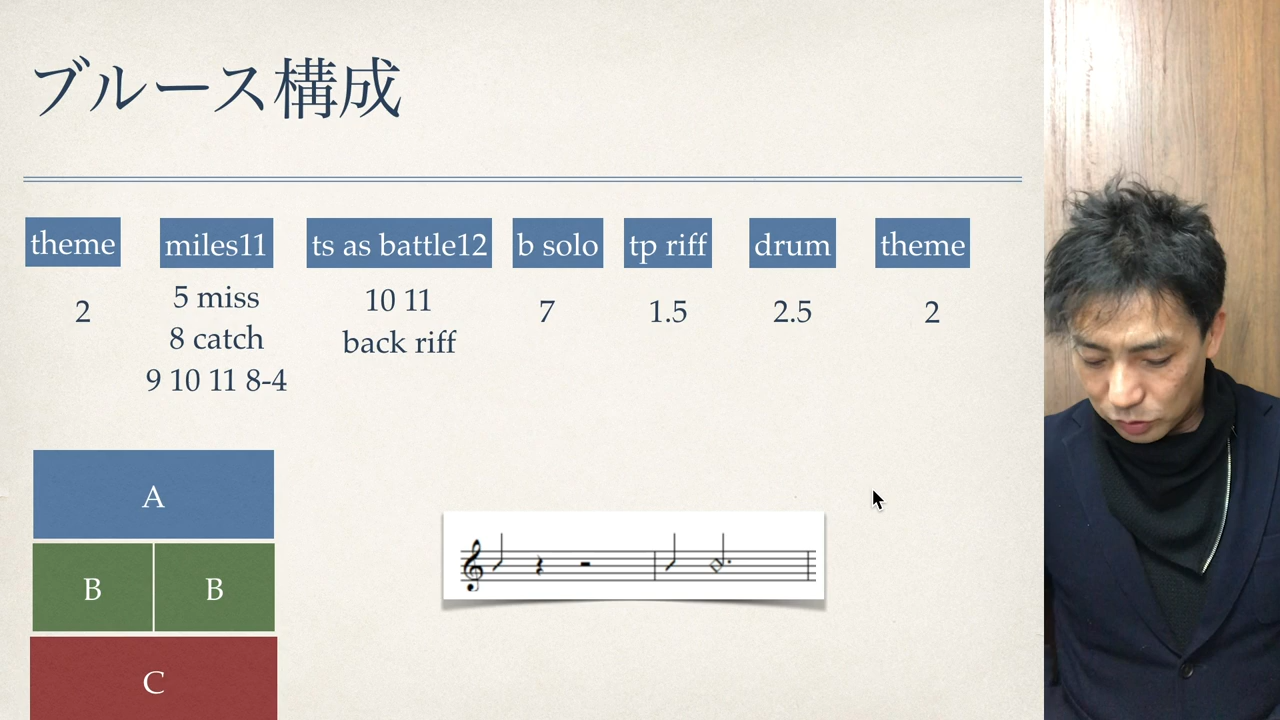 ブルース構成
theme
miles11
ts as battle12
b solo
tp riff
drum
theme
2
5 miss
8 catch
9 10 11 8-4
10 11
back riff
7
1.5
2.5
2
A
B
B
C